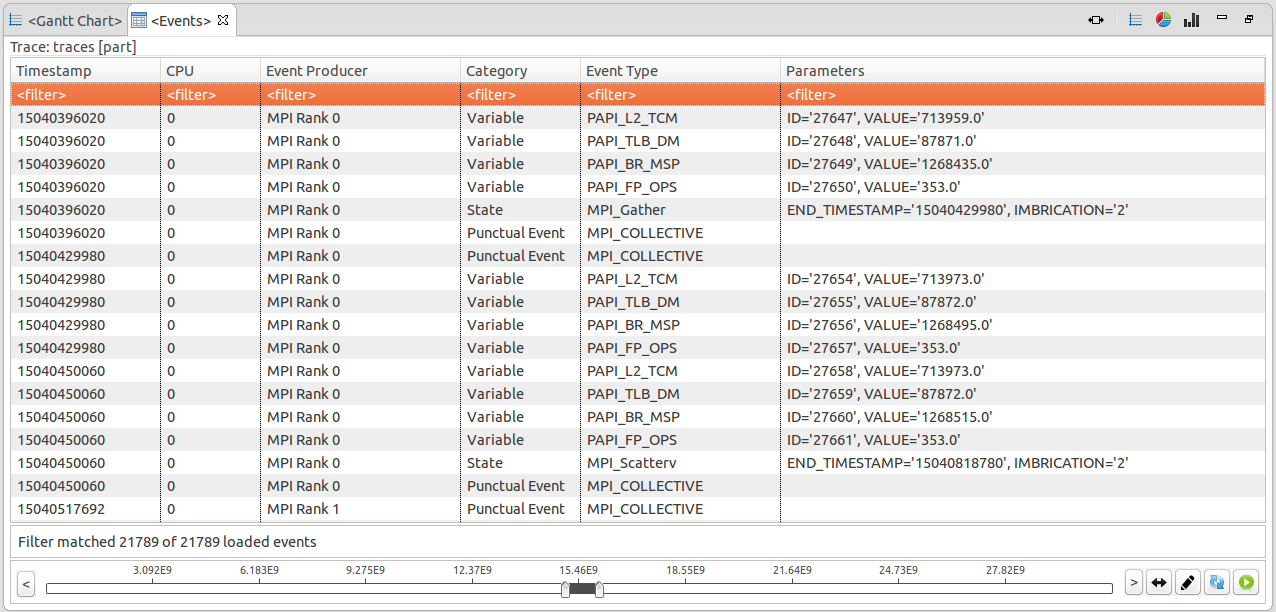 <Gantt Chart> <Events>
Trace: traces [part]
Timestamp CPU Event Producer Category Event Type Parameters
<filter> <filter> <filter> <filter> <filter> <filter>
15040396020 0 MPI Rank 0 Variable PAPI_L2_TCM ID='27647', VALUE='713959.0'
15040396020 0 MPI Rank 0 Variable PAPI_TLB_DM ID='27648', VALUE='87871.0'
15040396020 0 MPI Rank 0 Variable PAPI_BR_MSP ID='27649', VALUE='1268435.0'
15040396020 0 MPI Rank 0 Variable PAPI_FP_OPS ID='27650', VALUE='353.0'
15040396020 0 MPI Rank 0 State MPI_Gather END_TIMESTAMP='15040429980', IMBRICATION='2'
15040396020 0 MPI Rank 0 Punctual Event MPI_COLLECTIVE
15040429980 0 MPI Rank 0 Punctual Event MPI_COLLECTIVE
15040429980 0 MPI Rank 0 Variable PAPI_L2_TCM ID='27654', VALUE='713973.0'
15040429980 0 MPI Rank 0 Variable PAPI_TLB_DM ID='27655', VALUE='87872.0'
15040429980 0 MPI Rank 0 Variable PAPI_BR_MSP ID='27656', VALUE='1268495.0'
15040429980 0 MPI Rank 0 Variable PAPI_FP_OPS ID='27657', VALUE='353.0'
15040450060 0 MPI Rank 0 Variable PAPI_L2_TCM ID='27658', VALUE='713973.0'
15040450060 0 MPI Rank 0 Variable PAPI_TLB_DM ID='27659', VALUE='87872.0'
15040450060 0 MPI Rank 0 Variable PAPI_BR_MSP ID='27660', VALUE='1268515.0'
15040450060 0 MPI Rank 0 Variable PAPI_FP_OPS ID='27661', VALUE='353.0'
15040450060 0 MPI Rank 0 State MPI_Scatterv END_TIMESTAMP='15040818780', IMBRICATION='2'
15040450060 0 MPI Rank 0 Punctual Event MPI_COLLECTIVE
15040517692 0 MPI Rank 1 Punctual Event MPI_COLLECTIVE
Filter matched 21789 of 21789 loaded events
3.092E9 6.183E9 9.275E9 12.37E9 15.46E9 18.55E9 21.64E9 24.73E9 27.82E9
< >